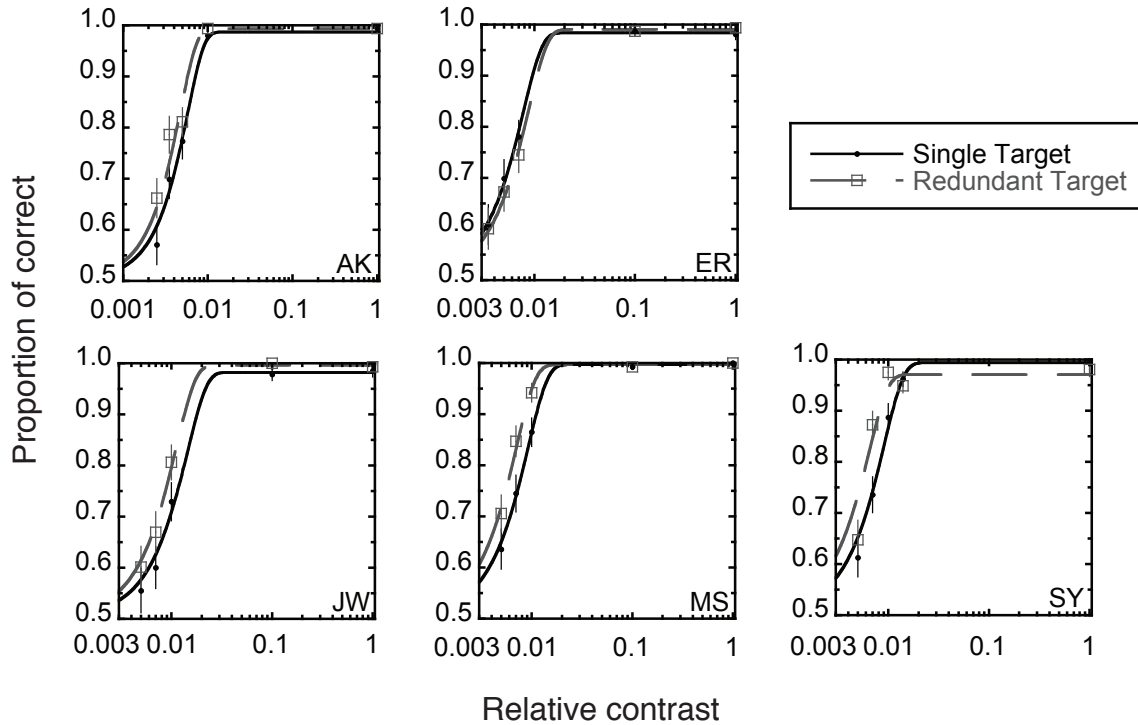 Proportion of correct
1.0
0.9
0.8
0.7
0.6
0.5
AK
0.001 0.01 0.1 1
1.0
0.9
0.8
0.7
0.6
0.5
ER
0.003 0.01 0.1 1
Single Target
Redundant Target
1.0
0.9
0.8
0.7
0.6
0.5
JW
0.003 0.01 0.1 1
1.0
0.9
0.8
0.7
0.6
0.5
MS
0.003 0.01 0.1 1
1.0
0.9
0.8
0.7
0.6
0.5
SY
0.003 0.01 0.1 1
Relative contrast